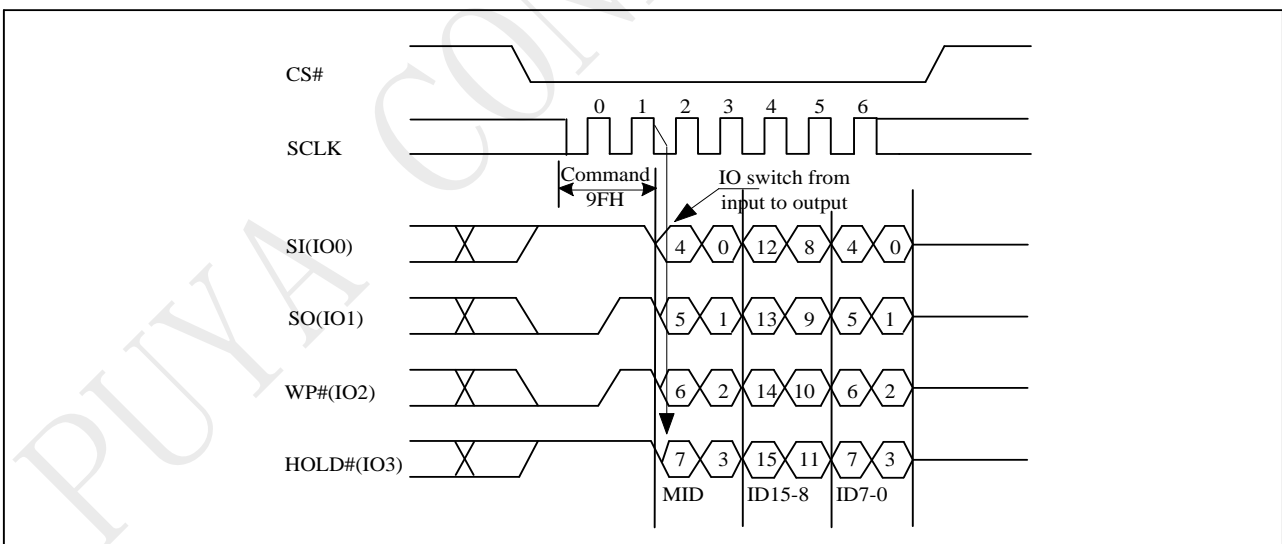 PUYA CON
CS#
0 1 2 3 4 5 6
SCLK
Command
9FH
IO switch from
input to output
SI(IO0)
4 0 12 8 4 0
SO(IO1)
5 1 13 9 5 1
WP#(IO2)
6 2 14 10 6 2
HOLD#(IO3)
7 3 15 11 7 3
MID ID15-8 ID7-0